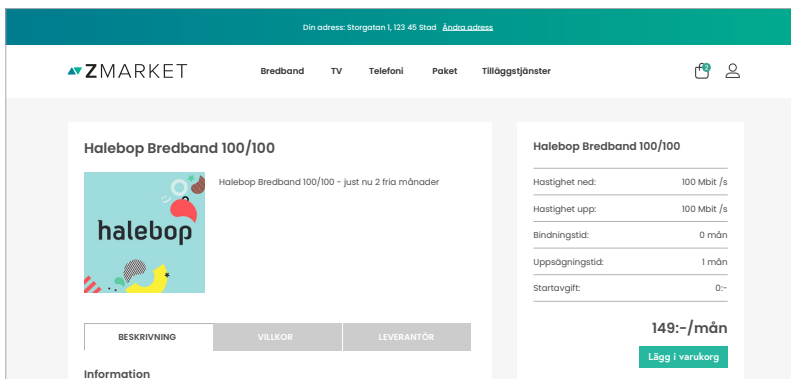 Din adress: Storgatan 1, 123 45 Stad Ändra adress
ZMARKET
Bredband TV Telefoni Paket Tilläggstjänster
2
Halebop Bredband 100/100
halebop
Halebop Bredband 100/100 - just nu 2 fria månader
BESKRIVNING VILLKOR LEVERANTÖR
Information
Halebop Bredband 100/100
Hastighet ned: 100 Mbit /s
Hastighet upp: 100 Mbit /s
Bindningstid: 0 mån
Uppsägningstid: 1 mån
Startavgift: 0:-
149:-/mån
Lägg i varukorg